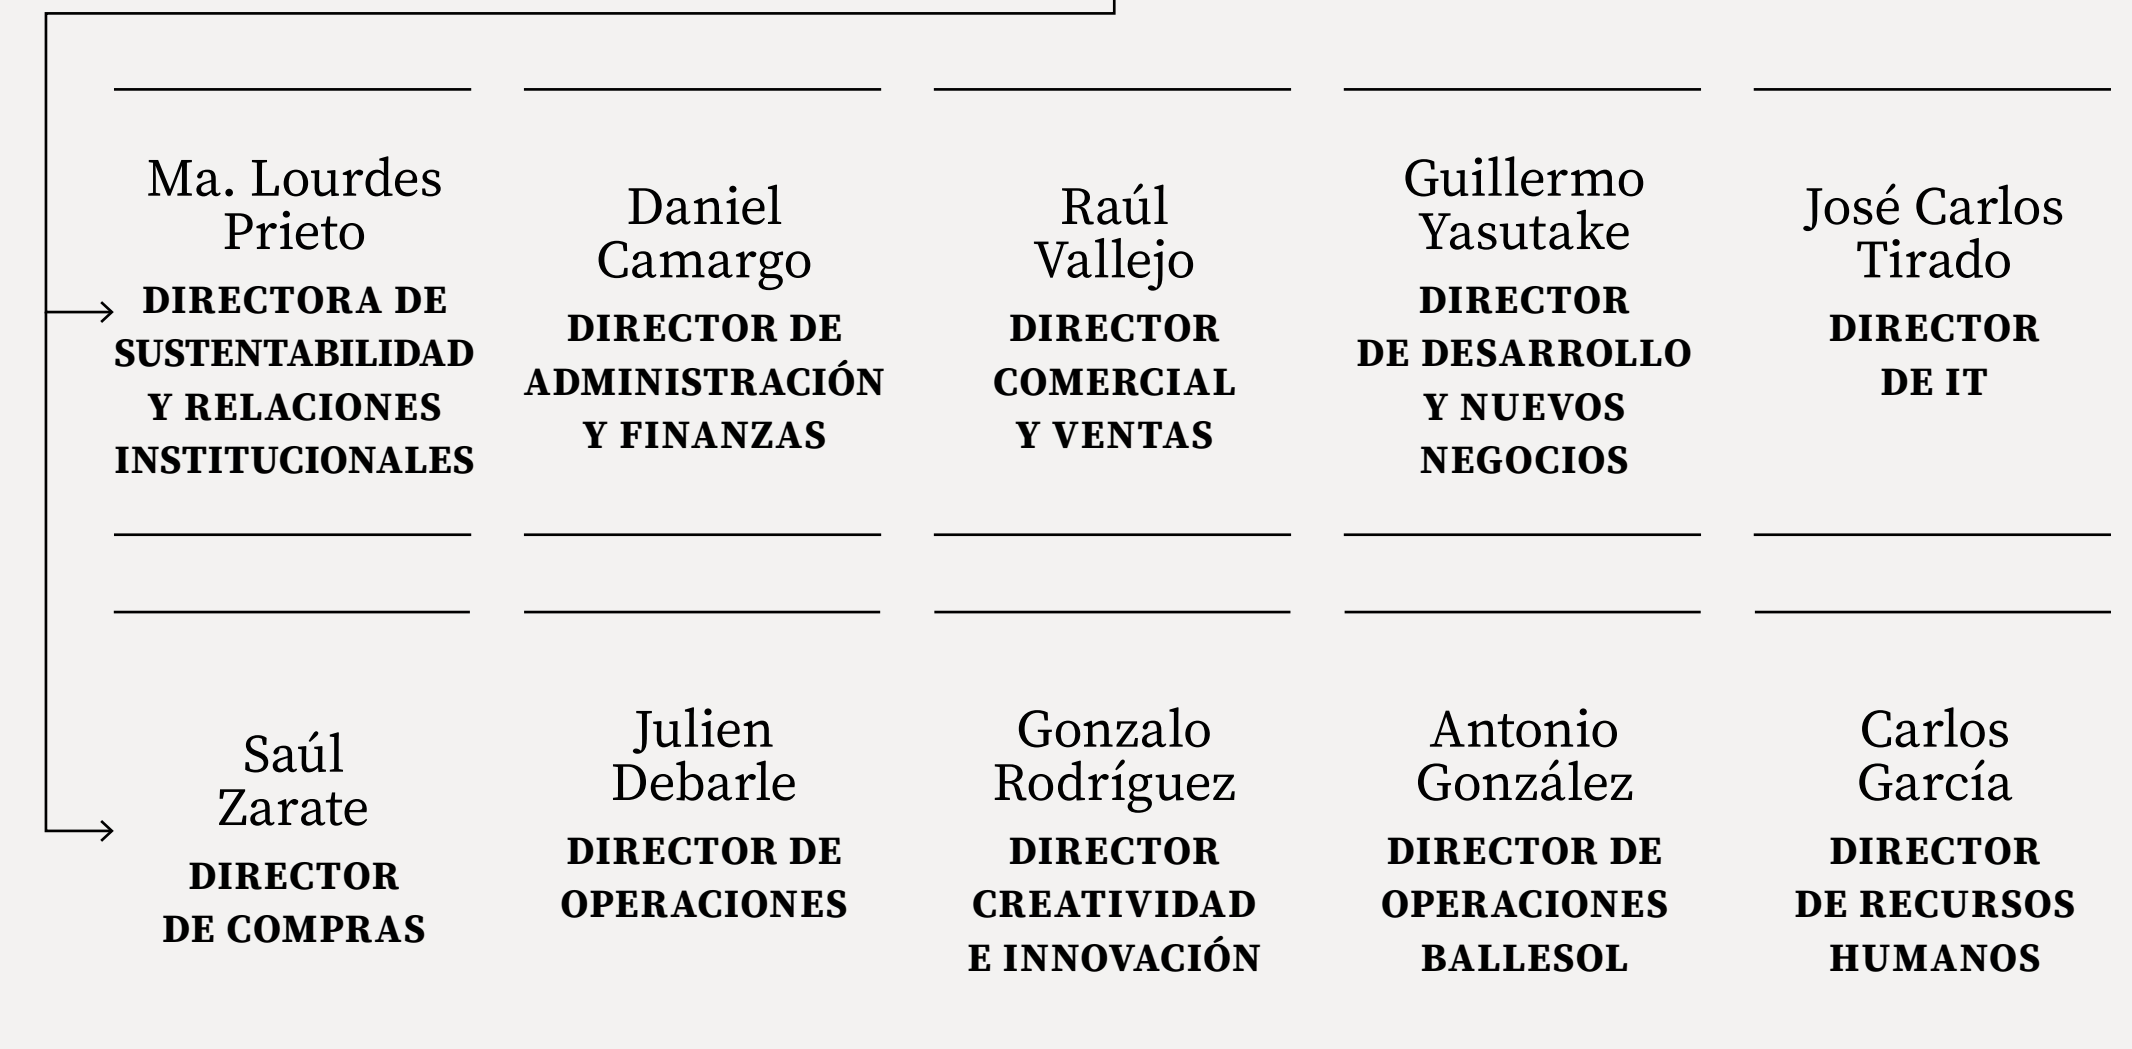 Ma. Lourdes
Prieto
DIRECTORA DE
SUSTENTABILIDAD
Y RELACIONES
INSTITUCIONALES
Daniel
Camargo
DIRECTOR DE
ADMINISTRACIÓN
Y FINANZAS
Raúl
Vallejo
DIRECTOR
COMERCIAL
Y VENTAS
Guillermo
Yasutake
DIRECTOR
DE DESARROLLO
Y NUEVOS
NEGOCIOS
José Carlos
Tirado
DIRECTOR
DE IT
Saúl
Zarate
DIRECTOR
DE COMPRAS
Julien
Debarle
DIRECTOR DE
OPERACIONES
Gonzalo
Rodríguez
DIRECTOR
CREATIVIDAD
E INNOVACIÓN
Antonio
González
DIRECTOR DE
OPERACIONES
BALLESOL
Carlos
García
DIRECTOR
DE RECURSOS
HUMANOS